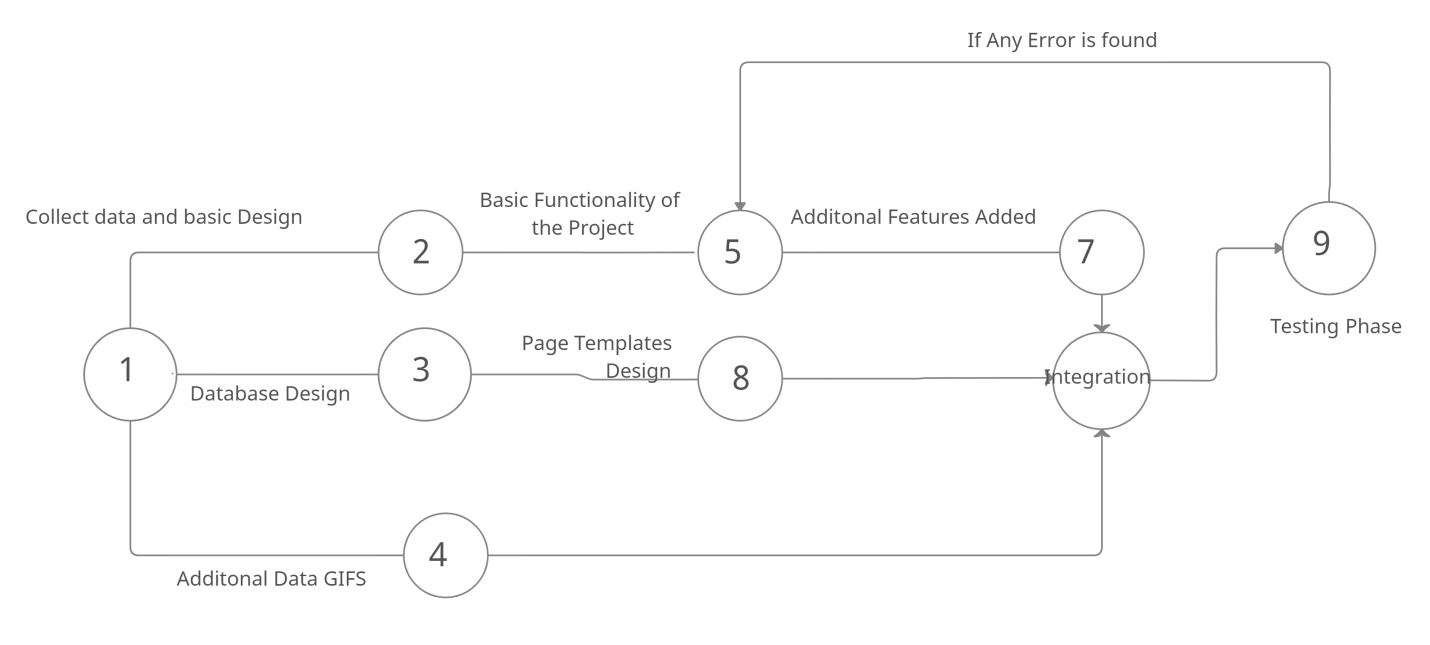 If Any Error is found
Collect data and basic Design
Basic Functionality of
the Project
Additonal Features Added
2
5
7
9
1
Database Design
3
Page Templates
Design
8
Integration
Testing Phase
4
Additonal Data GIFS